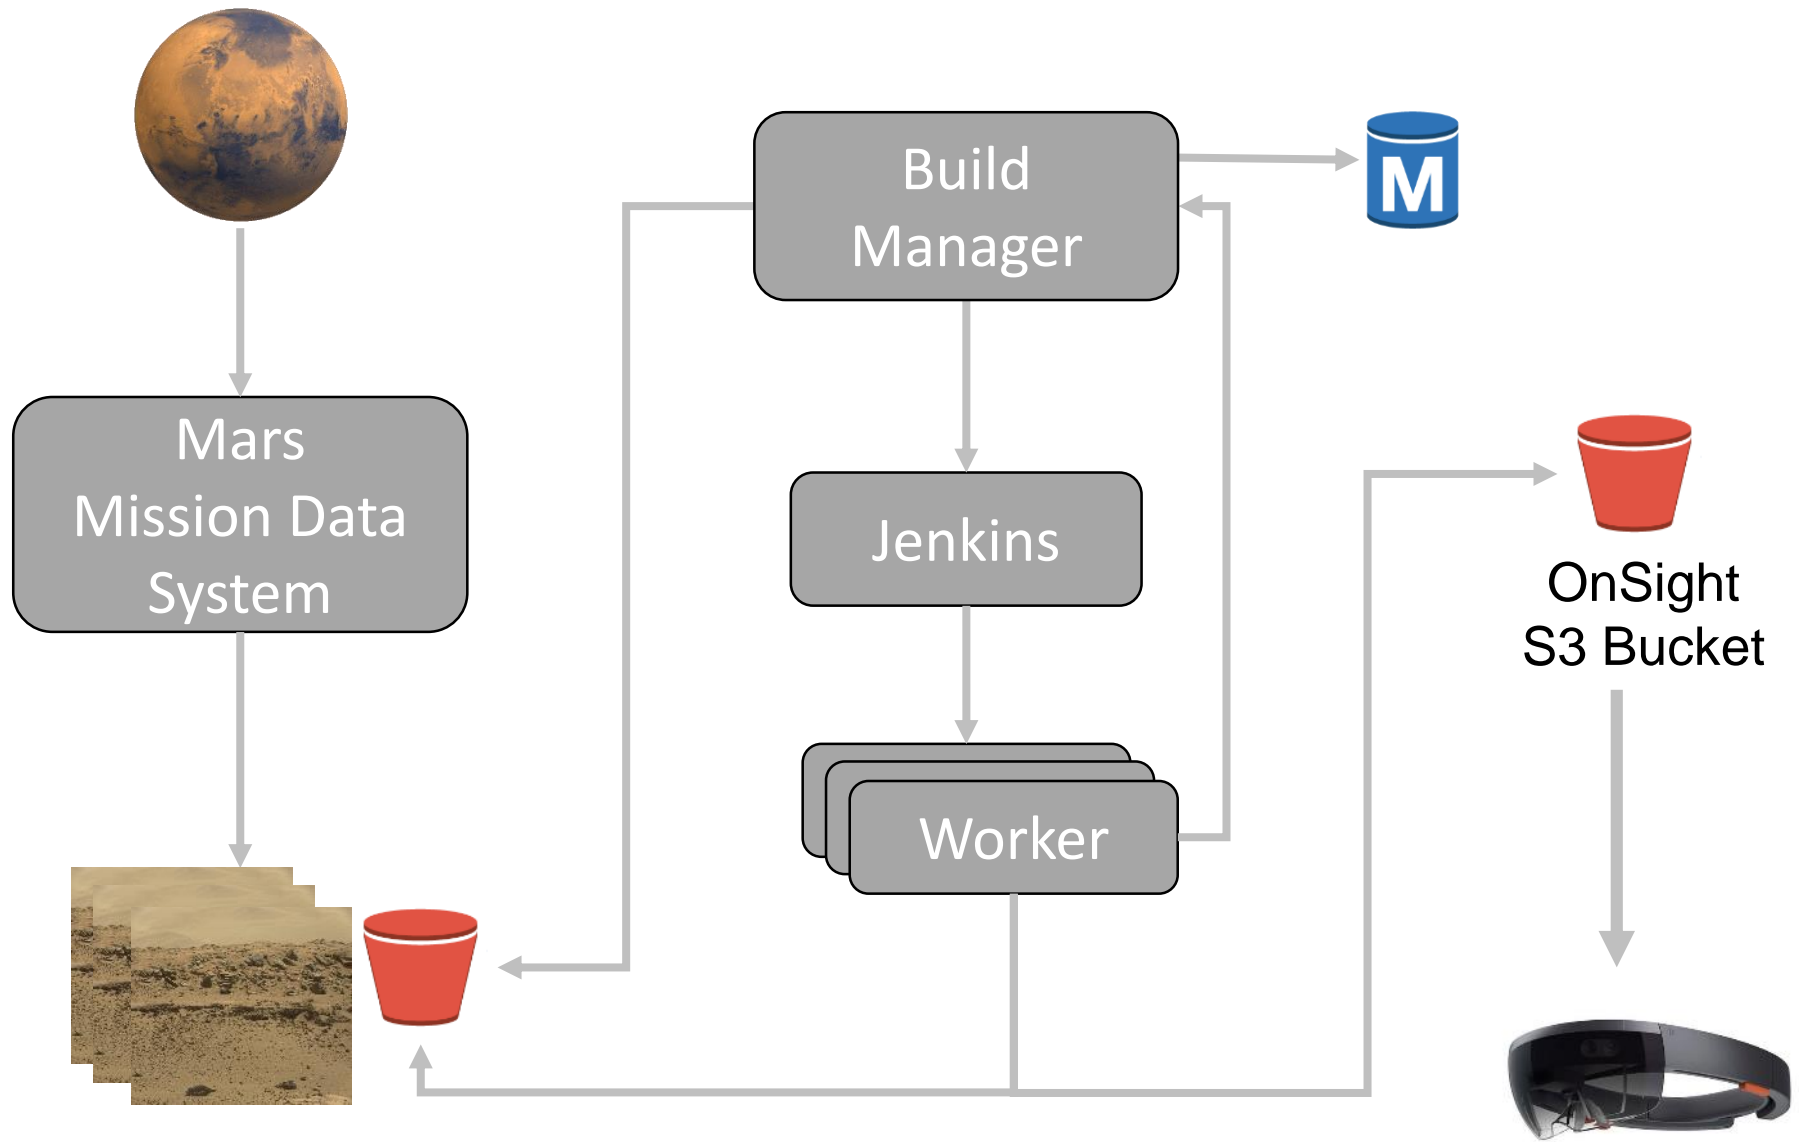 Build
Manager
M
Mars
Mission Data
System
Jenkins
OnSight
S3 Bucket
Worker